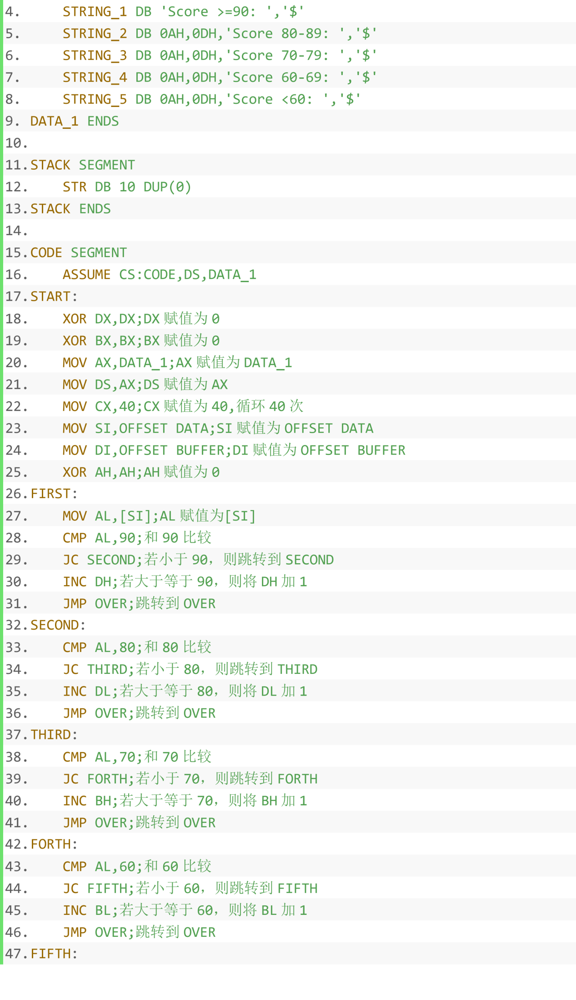 4.    STRING_1 DB 'Score >=90: ','$'
5.    STRING_2 DB 0AH,0DH,'Score 80-89: ','$'
6.    STRING_3 DB 0AH,0DH,'Score 70-79: ','$'
7.    STRING_4 DB 0AH,0DH,'Score 60-69: ','$'
8.    STRING_5 DB 0AH,0DH,'Score <60: ','$'
9. DATA_1 ENDS
10.
11.STACK SEGMENT
12.    STR DB 10 DUP(0)
13.STACK ENDS
14.
15.CODE SEGMENT
16.    ASSUME CS:CODE,DS,DATA_1
17.START:
18.    XOR DX,DX;DX 赋值为 0
19.    XOR BX,BX;BX 赋值为 0
20.    MOV AX,DATA_1;AX 赋值为 DATA_1
21.    MOV DS,AX;DS 赋值为 AX
22.    MOV CX,40;CX 赋值为 40,循环 40 次
23.    MOV SI,OFFSET DATA;SI 赋值为 OFFSET DATA
24.    MOV DI,OFFSET BUFFER;DI 赋值为 OFFSET BUFFER
25.    XOR AH,AH;AH 赋值为 0
26.FIRST:
27.    MOV AL,[SI];AL 赋值为[SI]
28.    CMP AL,90;和 90 比较
29.    JC SECOND;若小于 90，则跳转到 SECOND
30.    INC DH;若大于等于 90，则将 DH 加 1
31.    JMP OVER;跳转到 OVER
32.SECOND:
33.    CMP AL,80;和 80 比较
34.    JC THIRD;若小于 80，则跳转到 THIRD
35.    INC DL;若大于等于 80，则将 DL 加 1
36.    JMP OVER;跳转到 OVER
37.THIRD:
38.    CMP AL,70;和 70 比较
39.    JC FORTH;若小于 70，则跳转到 FORTH
40.    INC BH;若大于等于 70，则将 BH 加 1
41.    JMP OVER;跳转到 OVER
42.FORTH:
43.    CMP AL,60;和 60 比较
44.    JC FIFTH;若小于 60，则跳转到 FIFTH
45.    INC BL;若大于等于 60，则将 BL 加 1
46.    JMP OVER;跳转到 OVER
47.FIFTH: